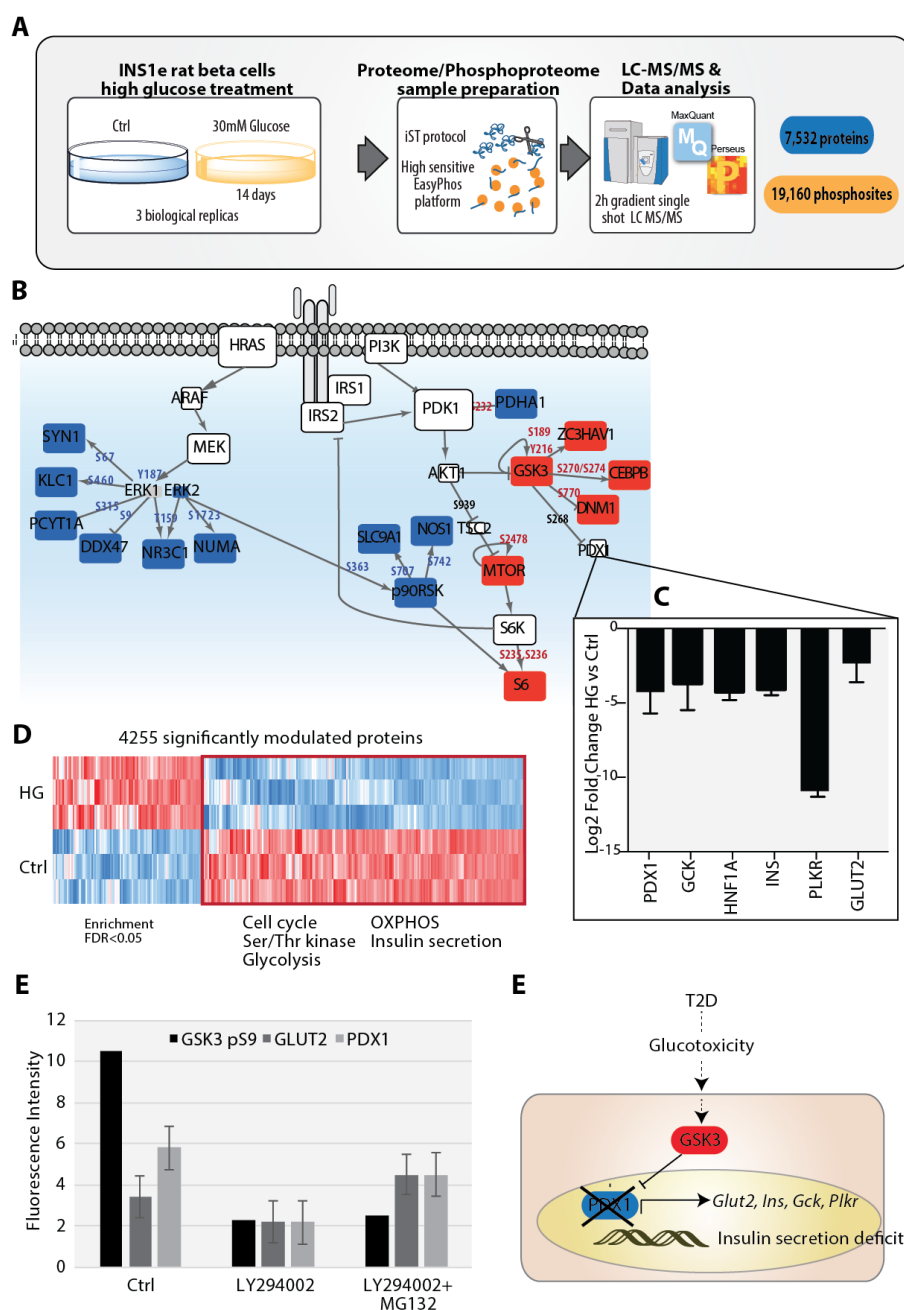 A
INS1e rat beta cells
high glucose treatment
Ctrl
30mM Glucose
14 days
3 biological replicas
Proteome/Phosphoproteome
sample preparation
iST protocol
High sensitive
EasyPhos
platform
LC-MS/MS &
Data analysis
MaxQuant
MQ
Perseus
P
2h gradient single
shot LC MS/MS
7,532 proteins
19,160 phosphosites
B
HRAS
PI3K
IRS1
IRS2
ARAF
MEK
PDK1
S232
PDHA1
SYN1
S67
KLC1
S460
Y187
ERK1
ERK2
PCYT1A
S315
S9
DDX47
T159
NR3C1
S1723
NUMA
AKT1
S189
Y216
GSK3
ZC3HAV1
S270/S274
CEBPB
S770
DNM1
S268
PDX1
S939
TSC2
SLC9A1
NOS1
S2478
MTOR
S363
S707
S742
p90RSK
S6K
S235,S236
S6
C
Log2 Fold Change HG vs Ctrl
0
-5
-10
-15
PDX1
GCK
HNF1A
INS
PLKR
GLUT2
D
4255 significantly modulated proteins
HG
Ctrl
Enrichment
FDR<0.05
Cell cycle
Ser/Thr kinase
Glycolysis
OXPHOS
Insulin secretion
E
Fluorescence Intensity
12
10
8
6
4
2
0
GSK3 pS9
GLUT2
PDX1
Ctrl
LY294002
LY294002+
MG132
E
T2D
Glucotoxicity
GSK3
PDX1
Glut2, Ins, Gck, Plkr
Insulin secretion deficit